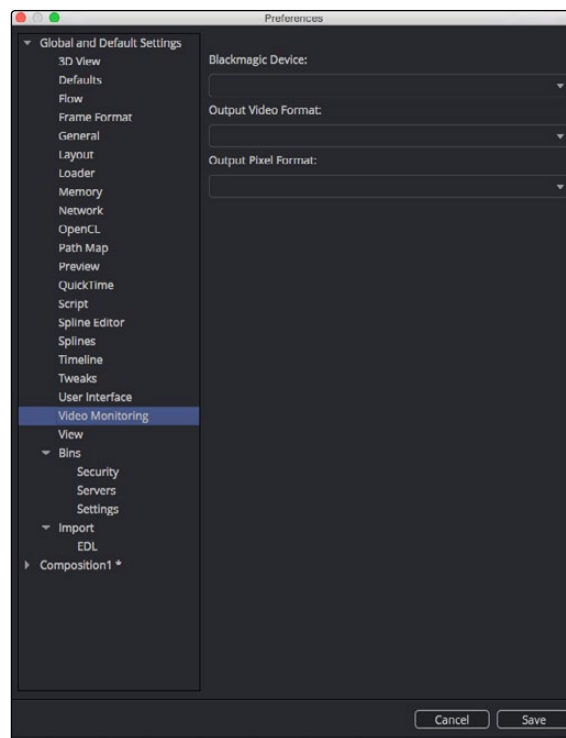 Preferences
Global and Default Settings
3D View
Defaults
Flow
Frame Format
General
Layout
Loader
Memory
Network
OpenCL
Path Map
Preview
QuickTime
Script
Spline Editor
Splines
Timeline
Tweaks
User Interface
Video Monitoring
View
Bins
Security
Servers
Settings
Import
EDL
Composition1 *
Blackmagic Device:
Output Video Format:
Output Pixel Format:
Cancel
Save